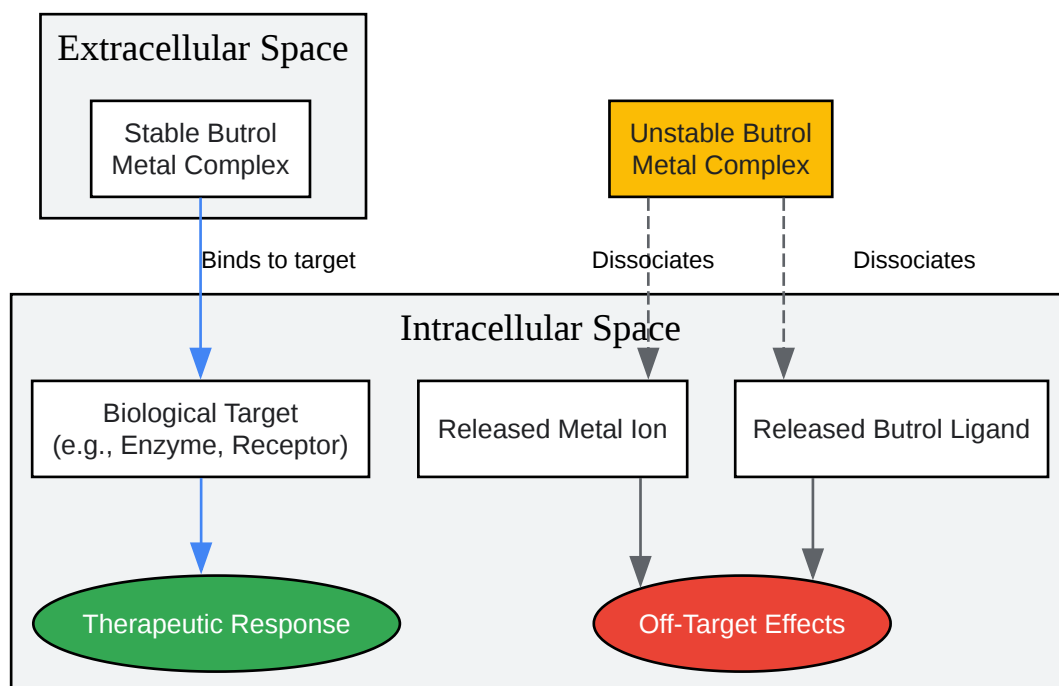 Extracellular Space
Stable Butrol
Metal Complex
Unstable Butrol
Metal Complex
Binds to target
Dissociates
Dissociates
Intracellular Space
Biological Target
(e.g., Enzyme, Receptor)
Released Metal Ion
Released Butrol Ligand
Therapeutic Response
Off-Target Effects